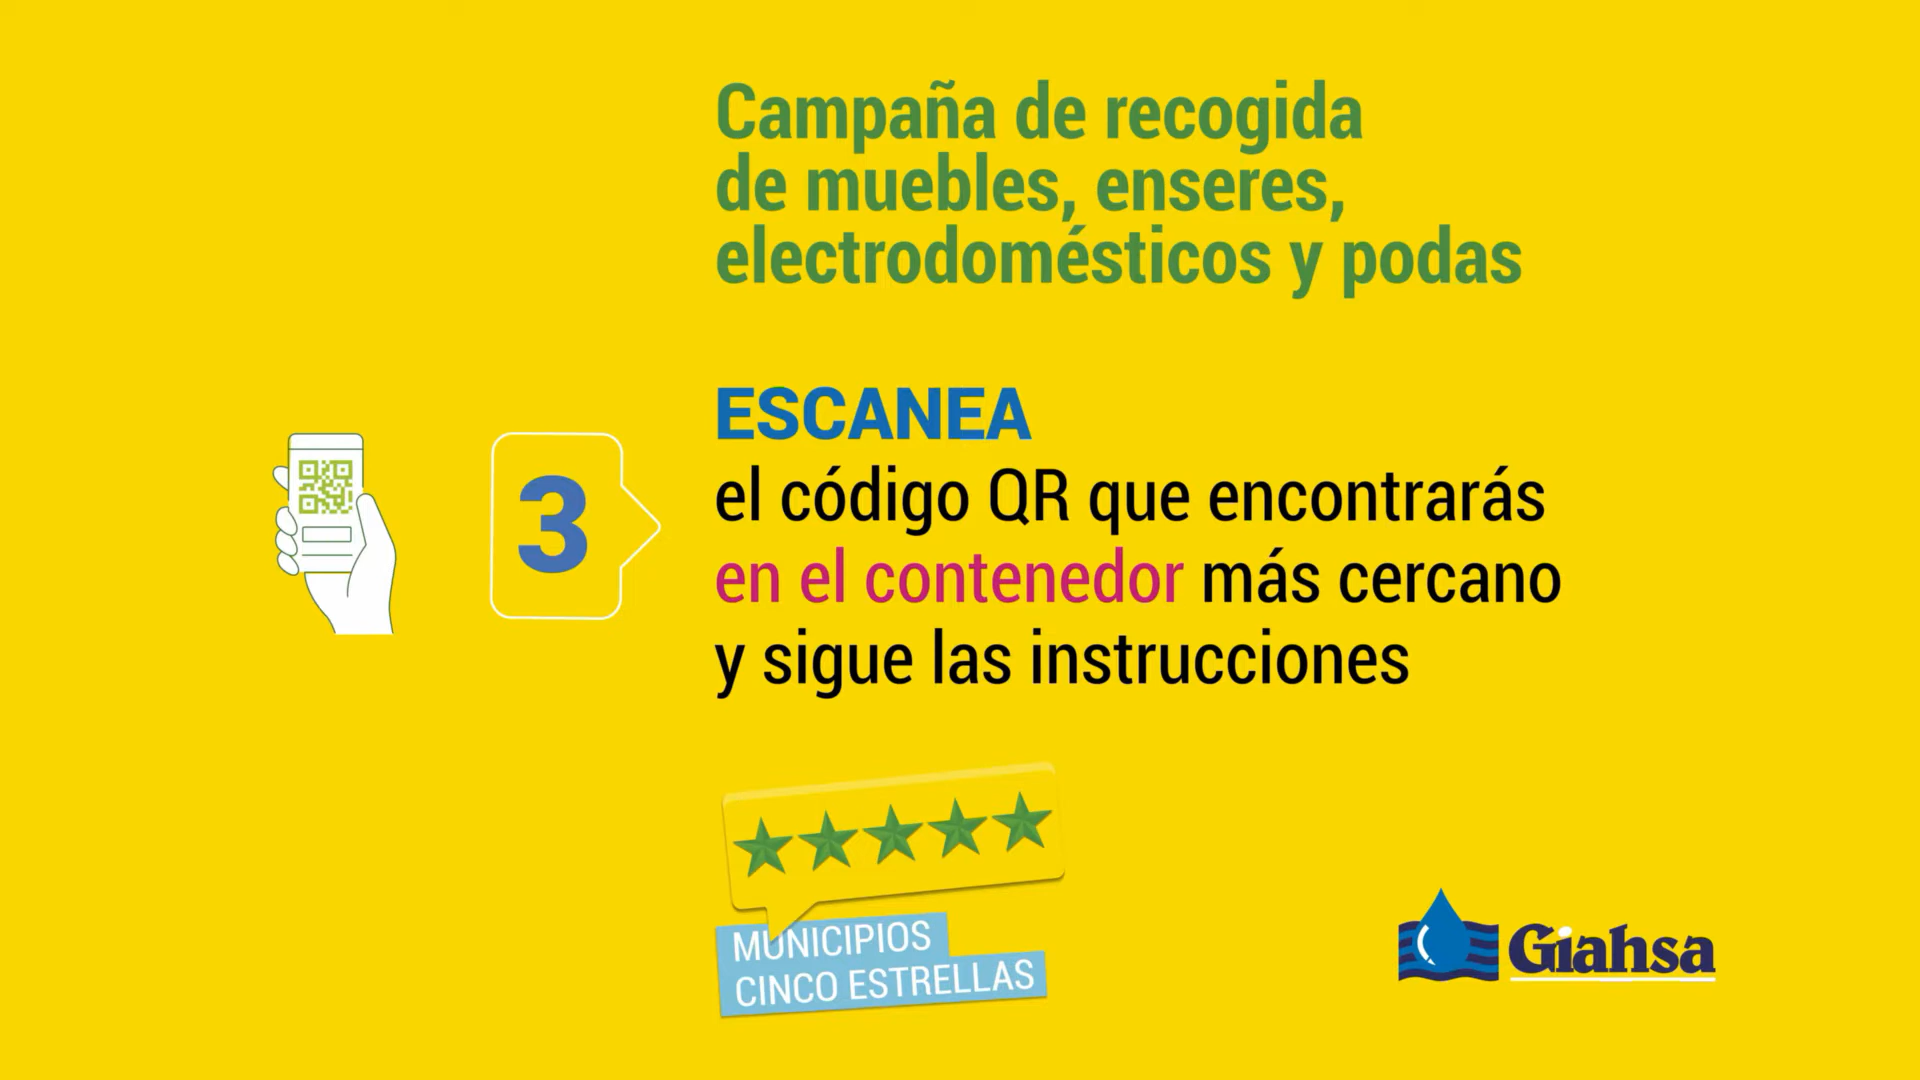 Campaña de recogida
de muebles, enseres,
electrodomésticos y podas
3
ESCANEA
el código QR que encontrarás
en el contenedor más cercano
y sigue las instrucciones
MUNICIPIOS
CINCO ESTRELLAS
Giahsa